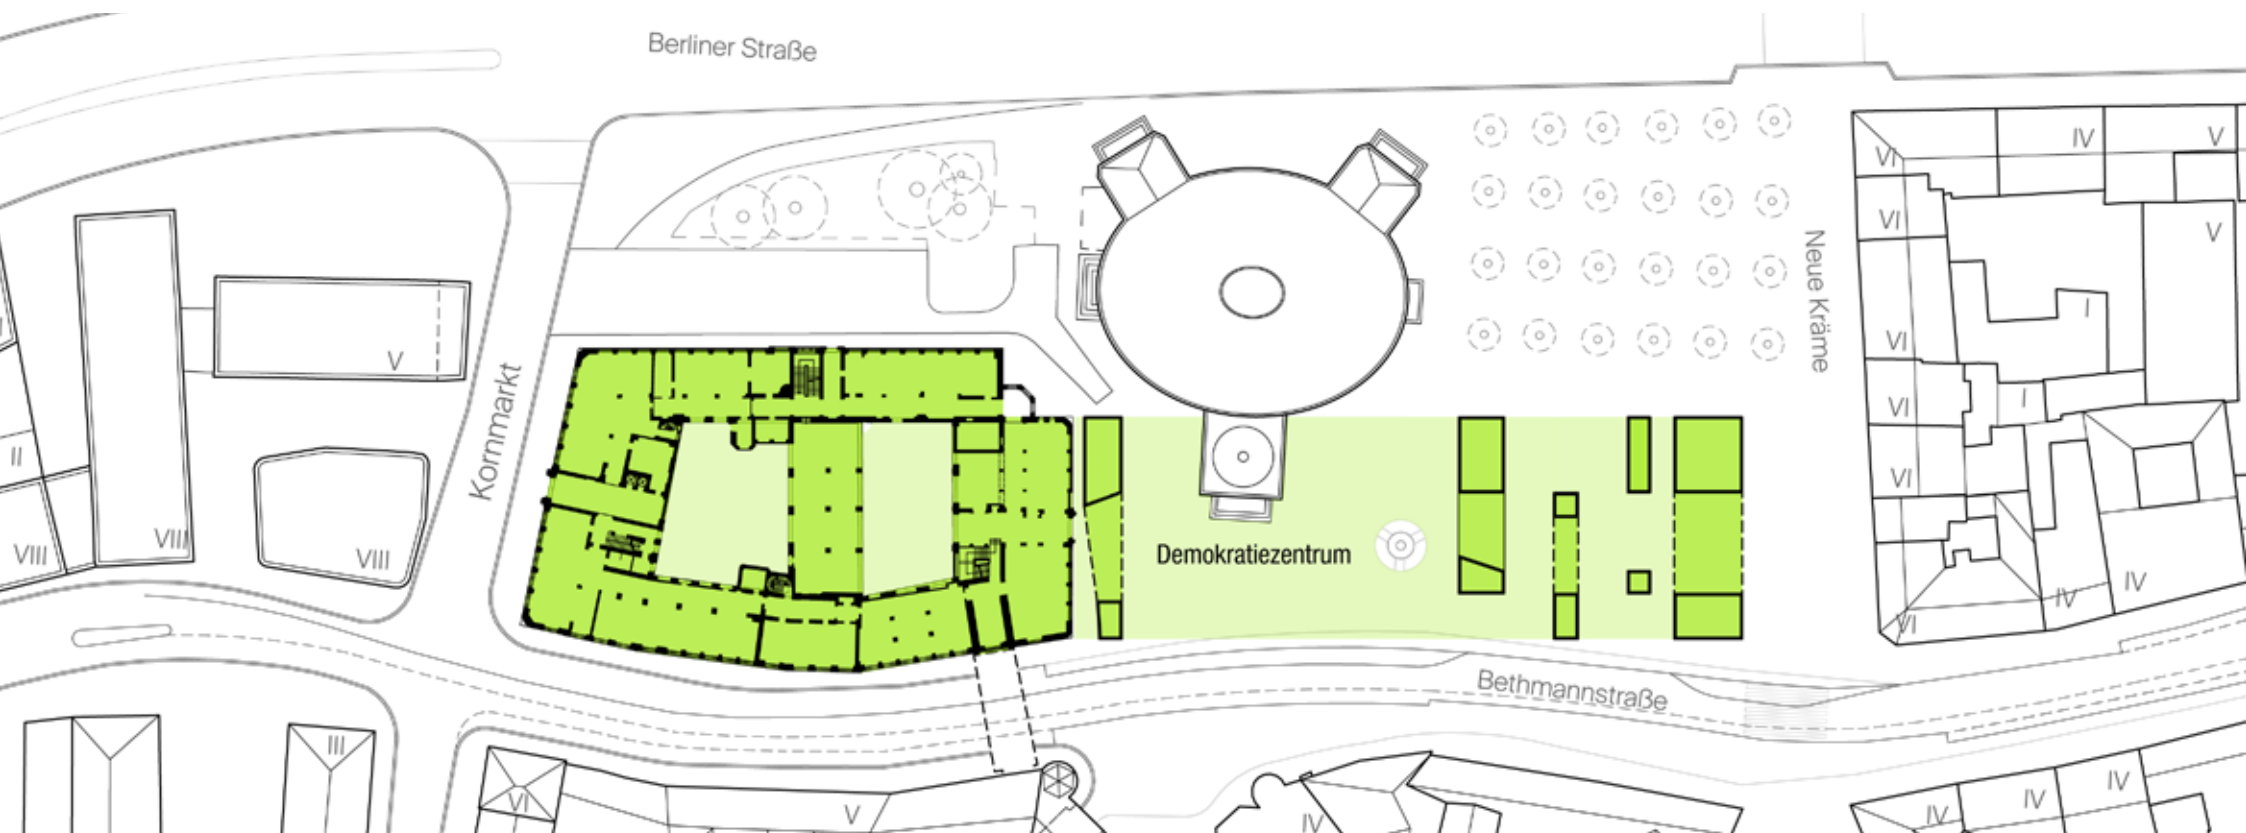 Berliner Straße
IV
V
VI
VI
V
Neue Kräme
I
VI
V
Kornmarkt
VI
I
II
VI
VIII
VIII
VIII
Demokratiezentrum
IV
IV
VI
Bethmannstraße
III
VI
V
IV
IV
IV
IV